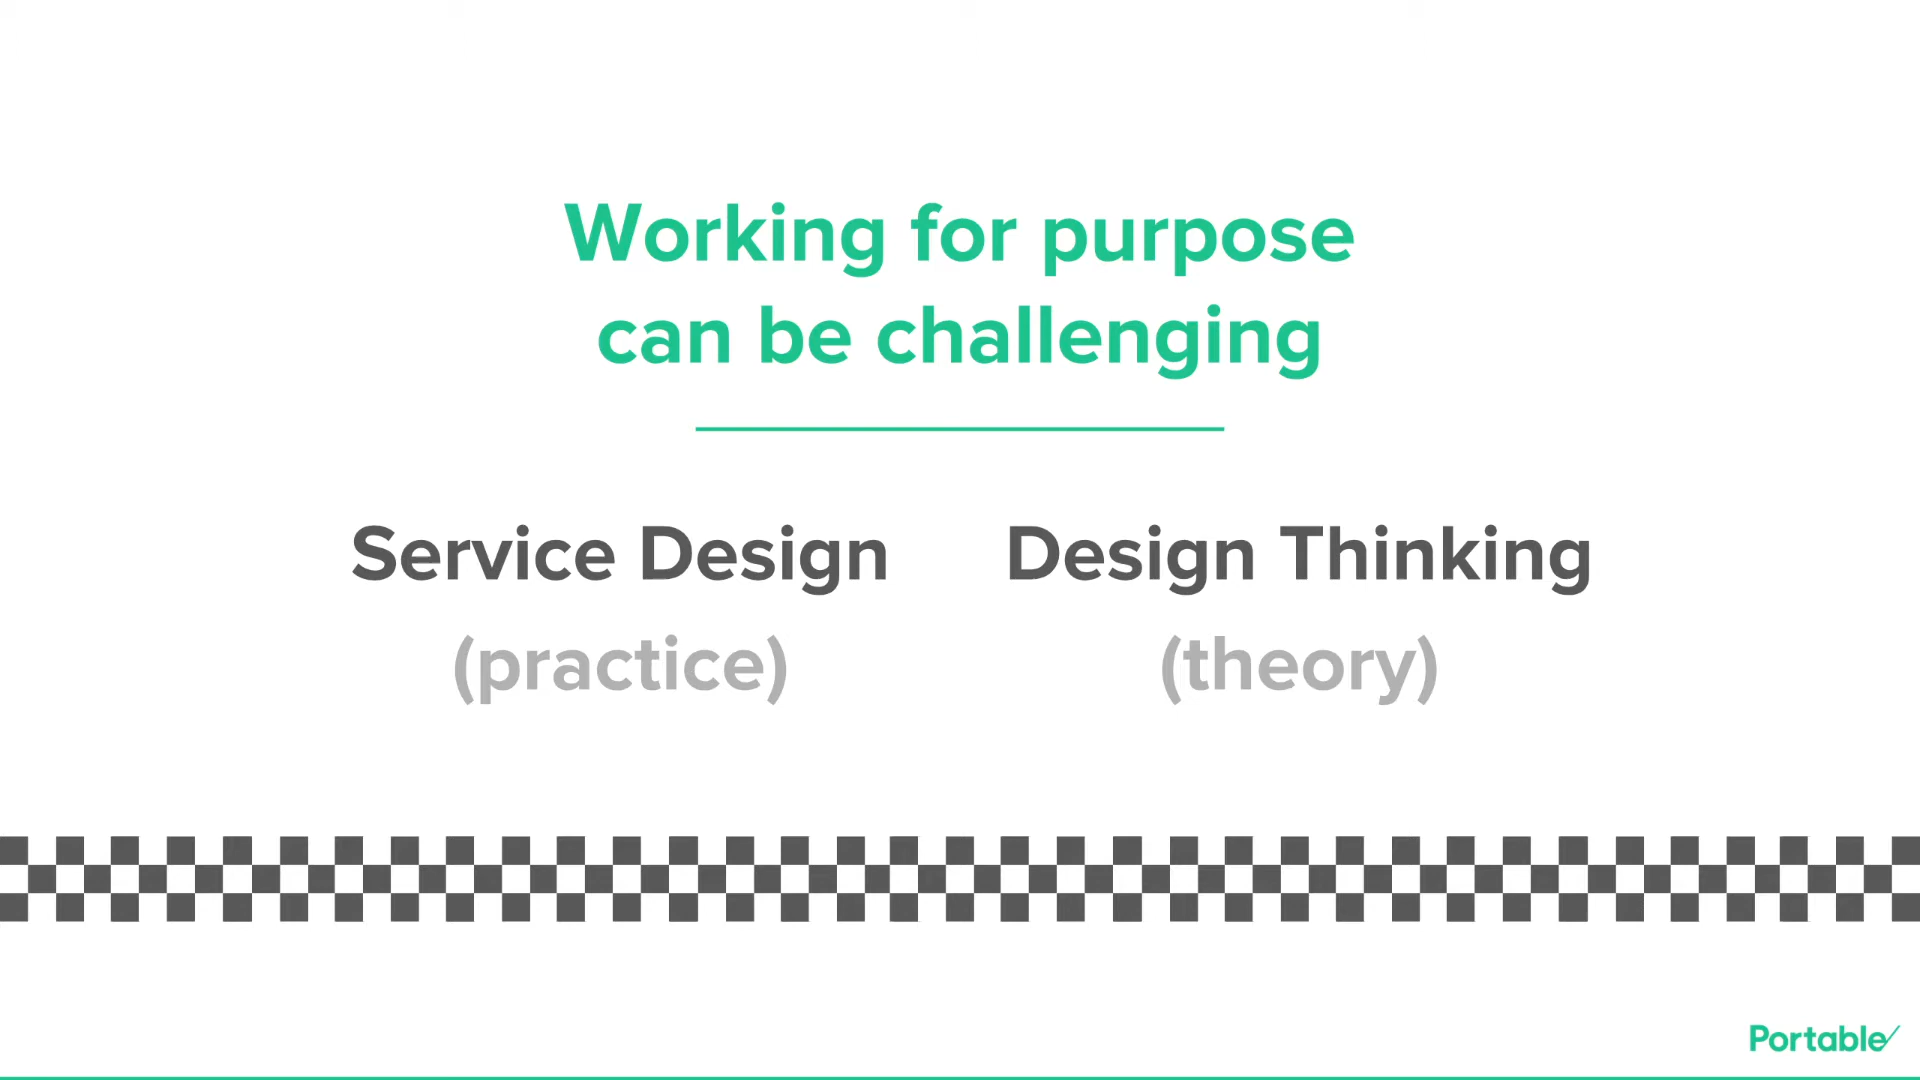 Working for purpose
can be challenging
Service Design
Design Thinking
(practice)
(theory)
Portable